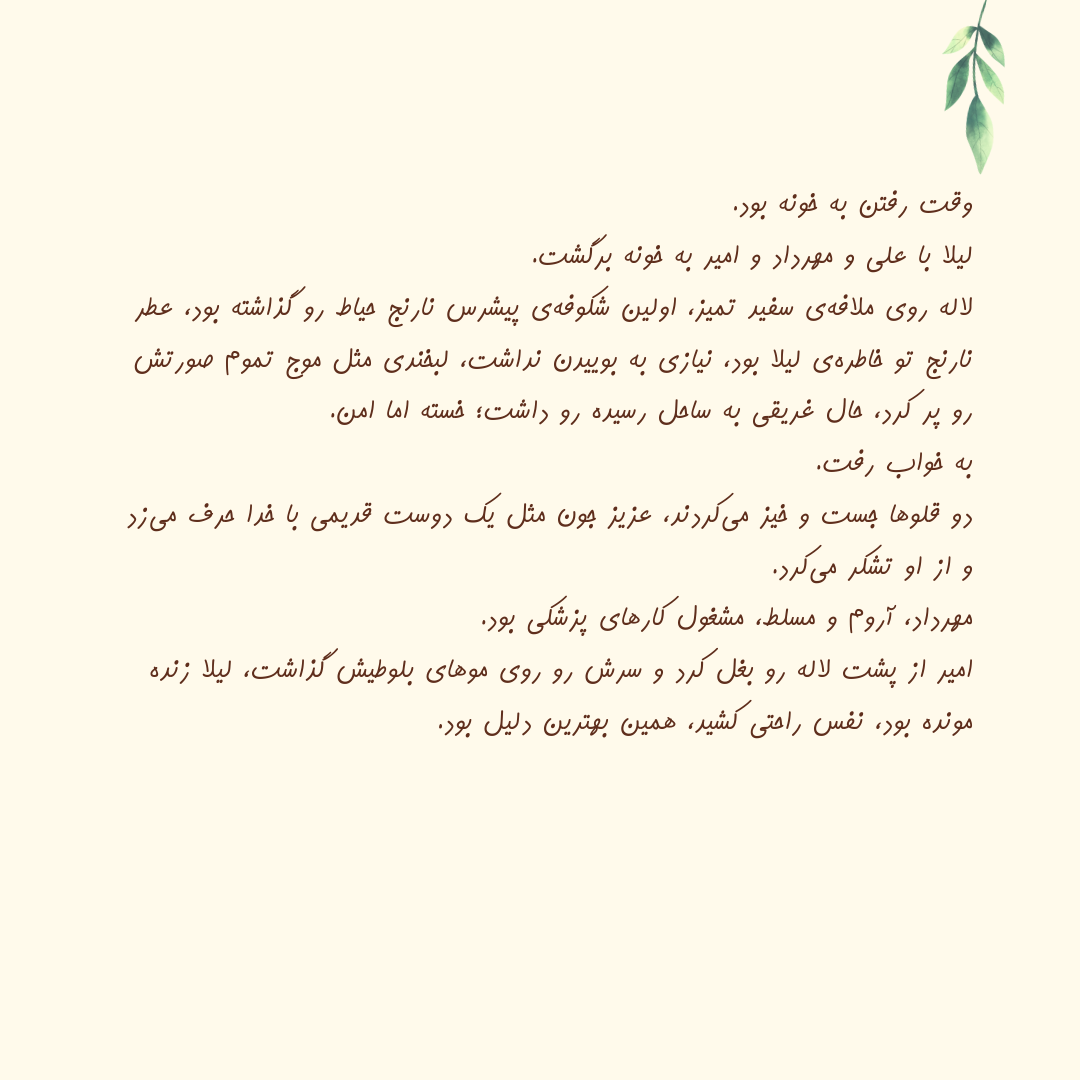 وقت رفتن به خونه بود.
لیلا با علی و مهرداد و امیر به خونه برگشت.
لاله روی ملافه‌ی سفید تمیز، اولین شکوفه‌ی پیشرس نارنج حیاط رو گذاشته بود، عطر
نارنج تو خاطره‌ی لیلا بود، نیازی به بوییدن نداشت، لبخندی مثل موج تموم صورتش
رو پر کرد، حال غریقی به ساحل رسیده رو داشت؛ خسته اما امن.
به خواب رفت.
دو قلوها جست و خیز می‌کردند، عزیز جون مثل یک دوست قدیمی با خدا حرف می‌زد
و از او تشکر می‌کرد.
مهرداد، آروم و مسلط، مشغول کارهای پزشکی بود.
امیر از پشت لاله رو بغل کرد و سرش رو روی موهای بلوطیش گذاشت، لیلا زنده
مونده بود، نفس راحتی کشید، همین بهترین دلیل بود.